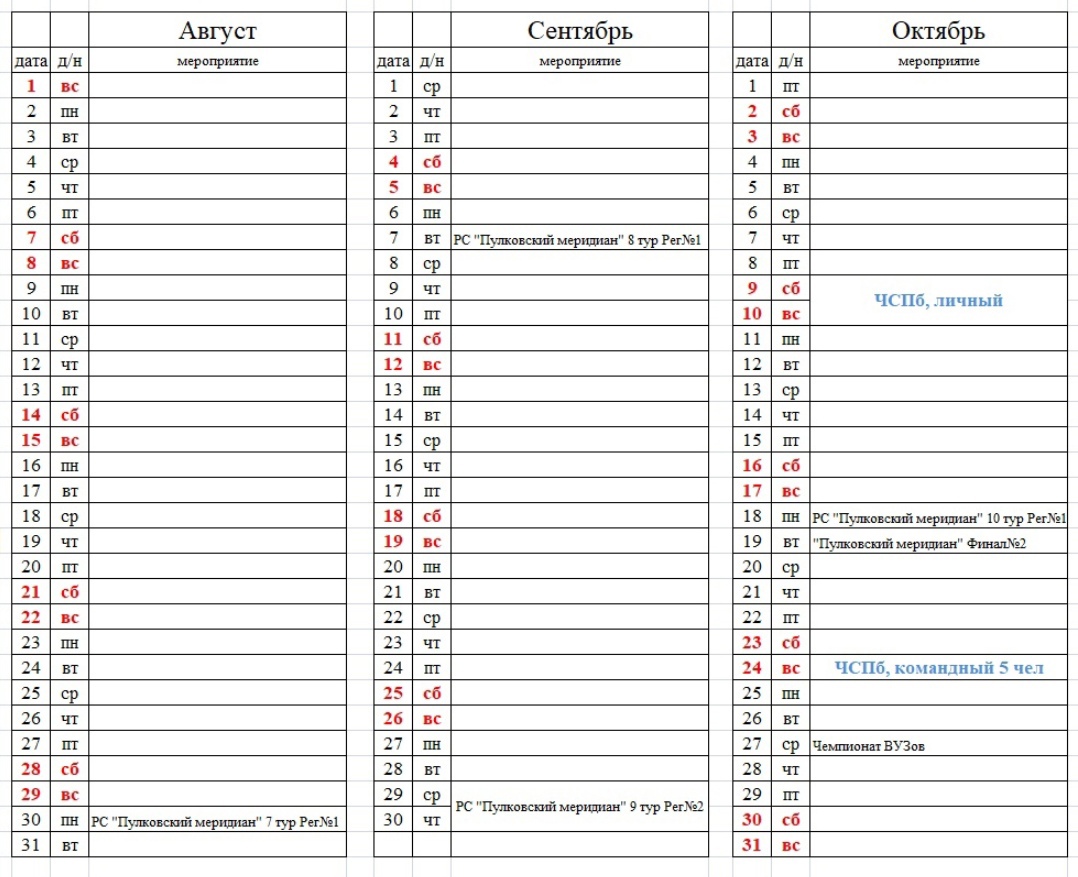 Август Сентябрь Октябрь
дата д/н мероприятие дата д/н мероприятие дата д/н мероприятие
1 вс 1 ср 1 пт
2 пн 2 чт 2 сб
3 вт 3 пт 3 вс
4 ср 4 сб 4 пн
5 чт 5 вс 5 вт
6 пт 6 пн 6 ср
7 сб 7 вт РС "Пулковский меридиан" 8 тур Рег№1 7 чт
8 вс 8 ср 8 пт
9 пн 9 чт 9 сб
ЧСПб, личный
10 вт 10 пт 10 вс
11 ср 11 сб 11 пн
12 чт 12 вс 12 вт
13 пт 13 пн 13 ср
14 сб 14 вт 14 чт
15 вс 15 ср 15 пт
16 пн 16 чт 16 сб
17 вт 17 пт 17 вс
18 ср 18 сб 18 пн РС "Пулковский меридиан" 10 тур Рег№1
19 чт 19 вс 19 вт "Пулковский меридиан" Финал№2
20 пт 20 пн 20 ср
21 сб 21 вт 21 чт
22 вс 22 ср 22 пт
23 пн 23 чт 23 сб
24 вт 24 пт 24 вс ЧСПб, командный 5 чел
25 ср 25 сб 25 пн
26 чт 26 вс 26 вт
27 пт 27 пн 27 ср Чемпионат ВУЗов
28 сб 28 вт 28 чт
29 вс 29 ср 29 пт
РС "Пулковский меридиан" 9 тур Рег№2
30 пн РС "Пулковский меридиан" 7 тур Рег№1 30 чт 30 сб
31 вт 31 вс